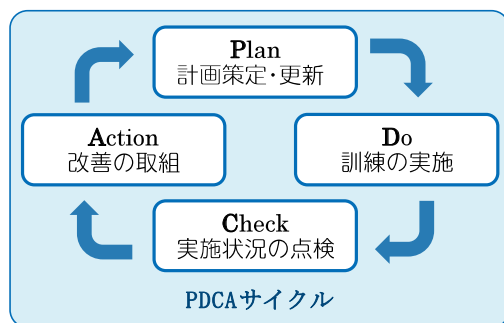 Plan
計画策定・更新
Do
訓練の実施
Check
実施状況の点検
Action
改善の取組
PDCAサイクル